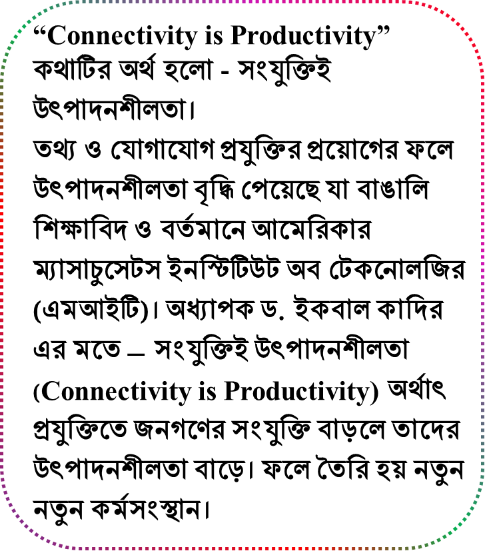 “Connectivity is Productivity”
কথাটির অর্থ হলো - সংযুক্তিই
উৎপাদনশীলতা।
তথ্য ও যোগাযোগ প্রযুক্তির প্রয়োগের ফলে
উৎপাদনশীলতা বৃদ্ধি পেয়েছে যা বাঙালি
শিক্ষাবিদ ও বর্তমানে আমেরিকার
ম্যাসাচুসেটস ইনস্টিটিউট অব টেকনোলজির
(এমআইটি)। অধ্যাপক ড. ইকবাল কাদির
এর মতে – সংযুক্তিই উৎপাদনশীলতা
(Connectivity is Productivity) অর্থাৎ
প্রযুক্তিতে জনগণের সংযুক্তি বাড়লে তাদের
উৎপাদনশীলতা বাড়ে। ফলে তৈরি হয় নতুন
নতুন কর্মসংস্থান।